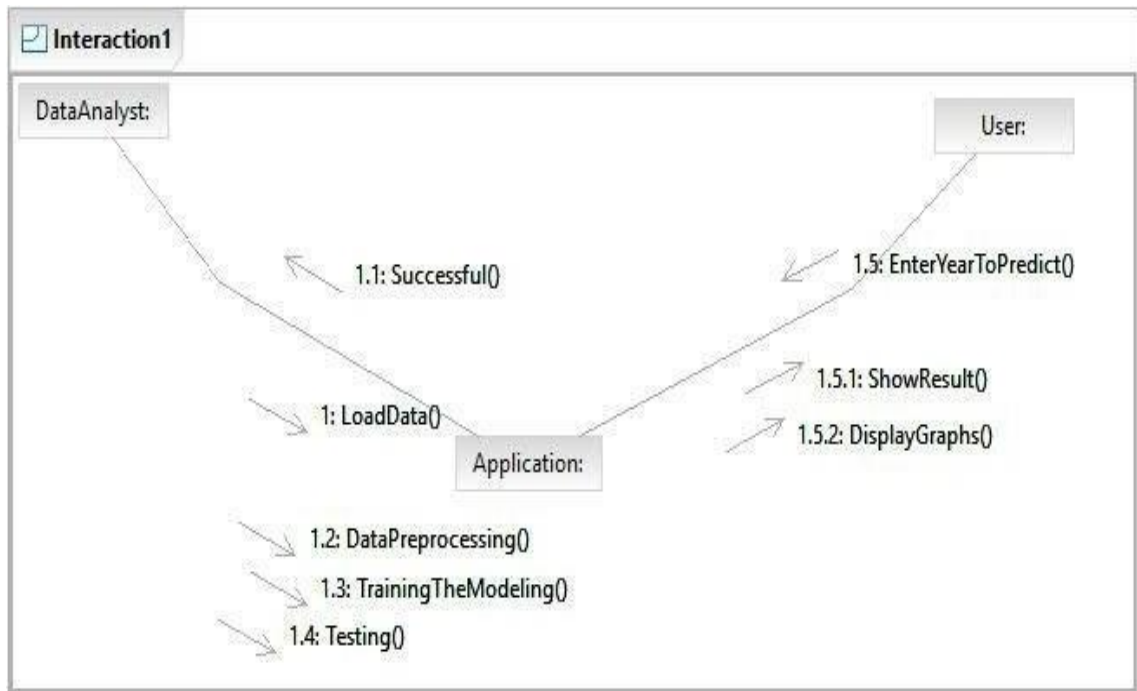 Interaction1
DataAnalyst:
User:
1.1: Successful()
1.5: EnterYearToPredict()
1: LoadData()
1.5.1: ShowResult()
1.5.2: DisplayGraphs()
Application:
1.2: DataPreprocessing()
1.3: TrainingTheModeling()
1.4: Testing()